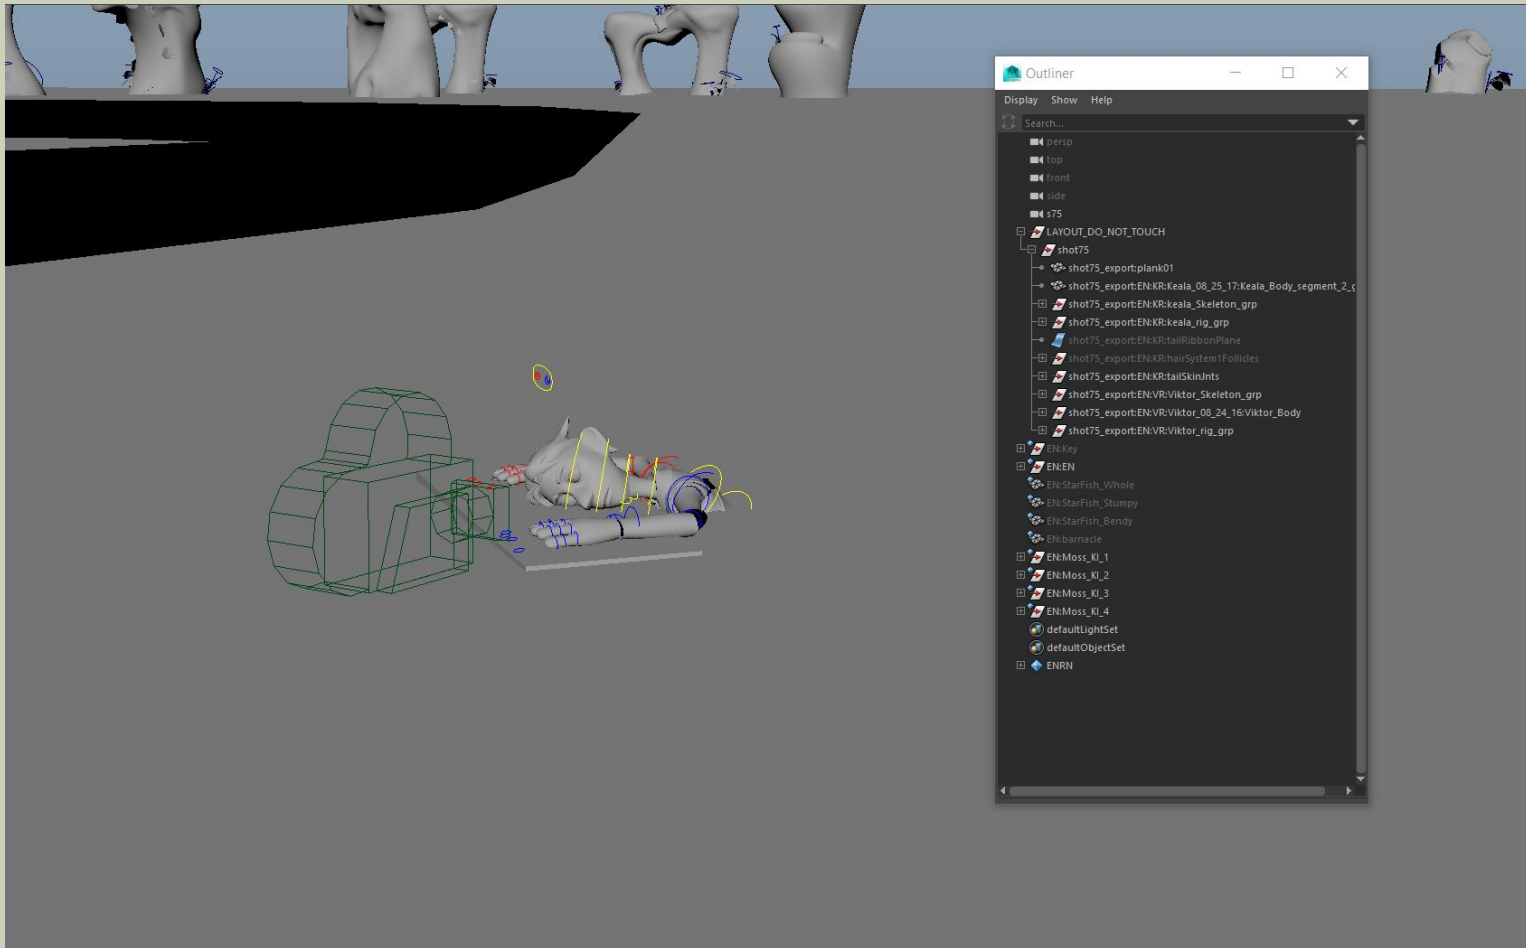 Outliner
Display Show Help
Search...
persp
top
front
side
s75
LAYOUT_DO_NOT_TOUCH
shot75
shot75_export:plank01
shot75_export:EN:KR:Keala_08_25_17:Keala_Body_segment_2_g
shot75_export:EN:KR:keala_Skeleton_grp
shot75_export:EN:KR:keala_rig_grp
shot75_export:EN:KR:tailRibbonPlane
shot75_export:EN:KR:hairSystem1Follicles
shot75_export:EN:KR:tailSkinJnts
shot75_export:EN:VR:Viktor_Skeleton_grp
shot75_export:EN:VR:Viktor_08_24_16:Viktor_Body
shot75_export:EN:VR:Viktor_rig_grp
EN:Key
EN:EN
EN:StarFish_Whole
EN:StarFish_Stumpy
EN:StarFish_Bendy
EN:barnacle
EN:Moss_KI_1
EN:Moss_KI_2
EN:Moss_KI_3
EN:Moss_KI_4
defaultLightSet
defaultObjectSet
ENRN